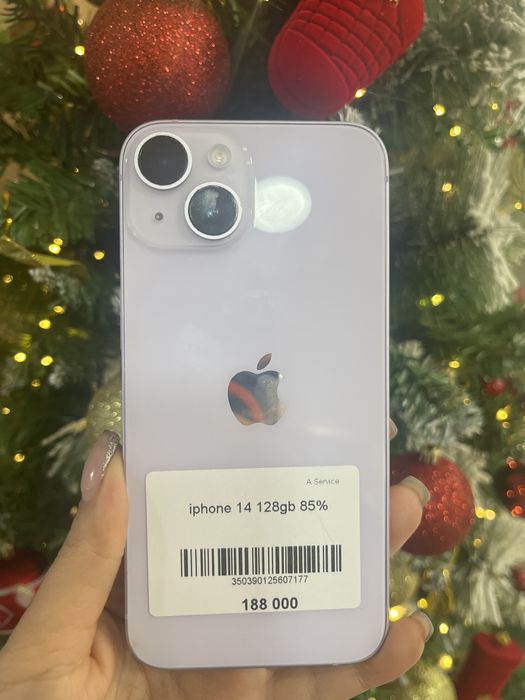 A Service
iphone 14 128gb 85%
350390125607177
188 000